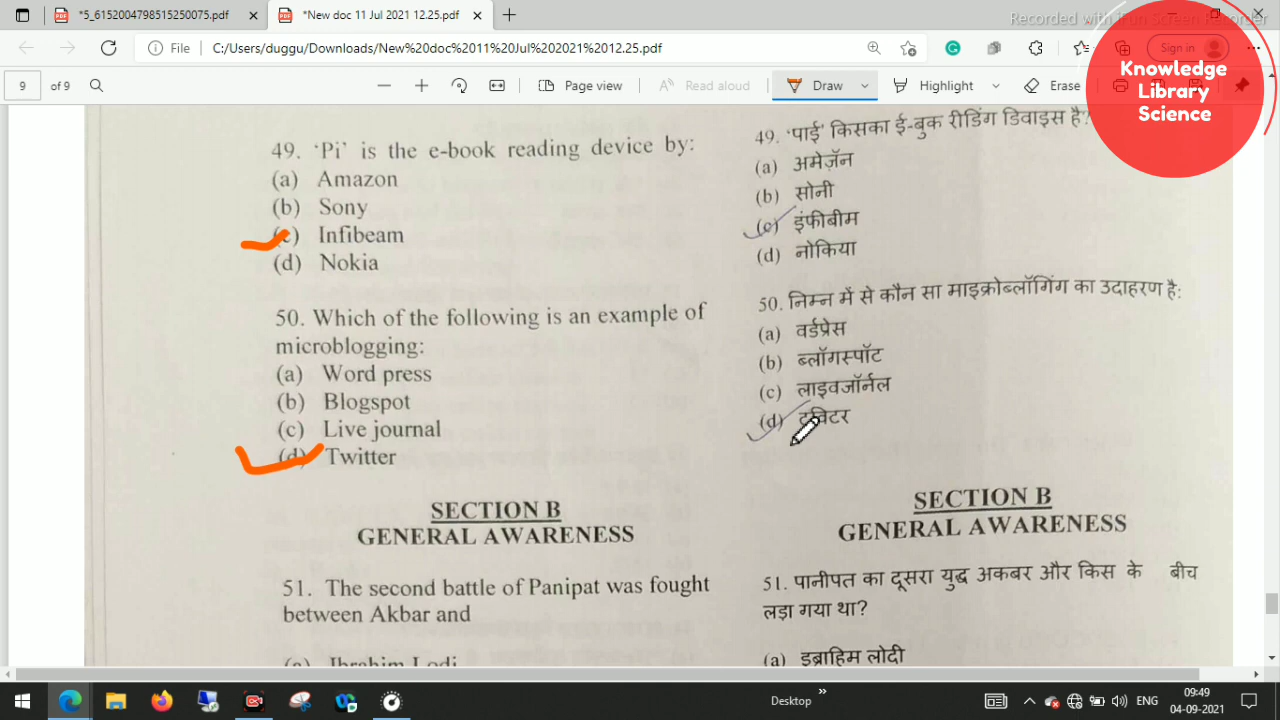 *5_6152004798515250075.pdf
*New doc 11 Jul 2021 12.25.pdf
File
C:/Users/duggu/Downloads/New%20doc%2011%20Jul%202021%2012.25.pdf
Sign in
9 of 9
Page view
Read aloud
Draw
Highlight
Erase
Knowledge
Library
Science
49. ‘Pi’ is the e-book reading device by:
(a) Amazon
(b) Sony
(c) Infibeam
(d) Nokia
50. Which of the following is an example of
microblogging:
(a) Word press
(b) Blogspot
(c) Live journal
(d) Twitter
SECTION B
GENERAL AWARENESS
51. The second battle of Panipat was fought
between Akbar and
(a) Ibrahim Lodi
49. ‘पाई’ किसका ई-बुक रीडिंग डिवाइस है?
(a) अमेज़ॅन
(b) सोनी
(c) इंफीबीम
(d) नोकिया
50. निम्न में से कौन सा माइक्रोब्लॉगिंग का उदाहरण है:
(a) वर्डप्रेस
(b) ब्लॉगस्पॉट
(c) लाइवजॉर्नल
(d) ट्विटर
SECTION B
GENERAL AWARENESS
51. पानीपत का दूसरा युद्ध अकबर और किस के बीच
लड़ा गया था?
(a) इब्राहिम लोदी
Desktop
ENG
09:49
04-09-2021